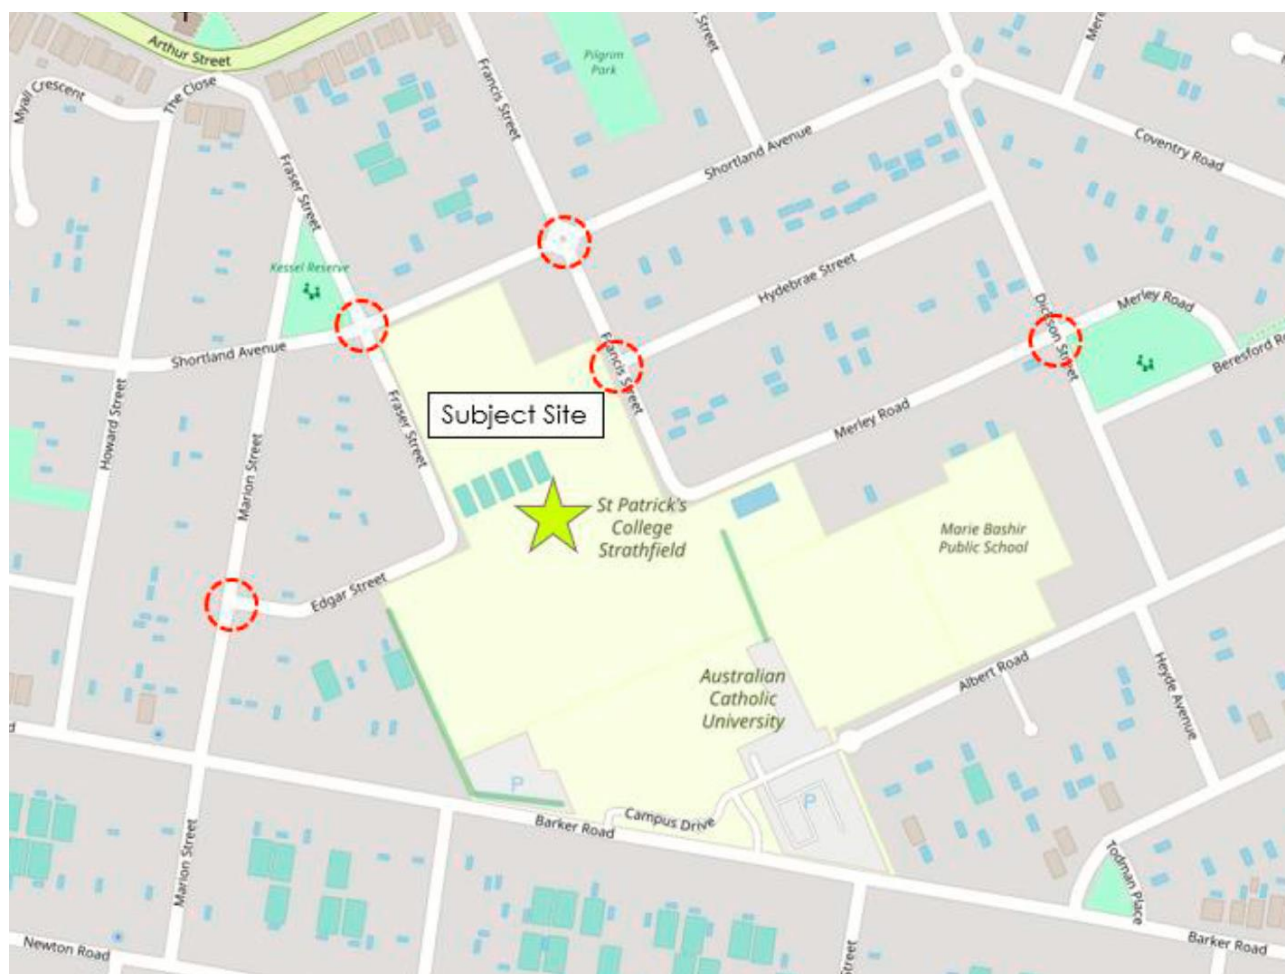 Arthur Street
Myall Crescent
The Close
Francis Street
Pilgrim
Park
Street
Shortland Avenue
Coventry Road
Fraser Street
Kessel Reserve
Hydebrae Street
Shortland Avenue
Francis Street
Dickson Street
Merley Road
Beresford
Subject Site
Howard Street
Marion Street
Fraser Street
Merley Road
St Patrick's
College
Strathfield
Marie Bashir
Public School
Edgar Street
Australian
Catholic
University
Albert Road
Heyde Avenue
P
P
Campus Drive
Barker Road
Marion Street
Todman Place
Newton Road
Street
Barker Road